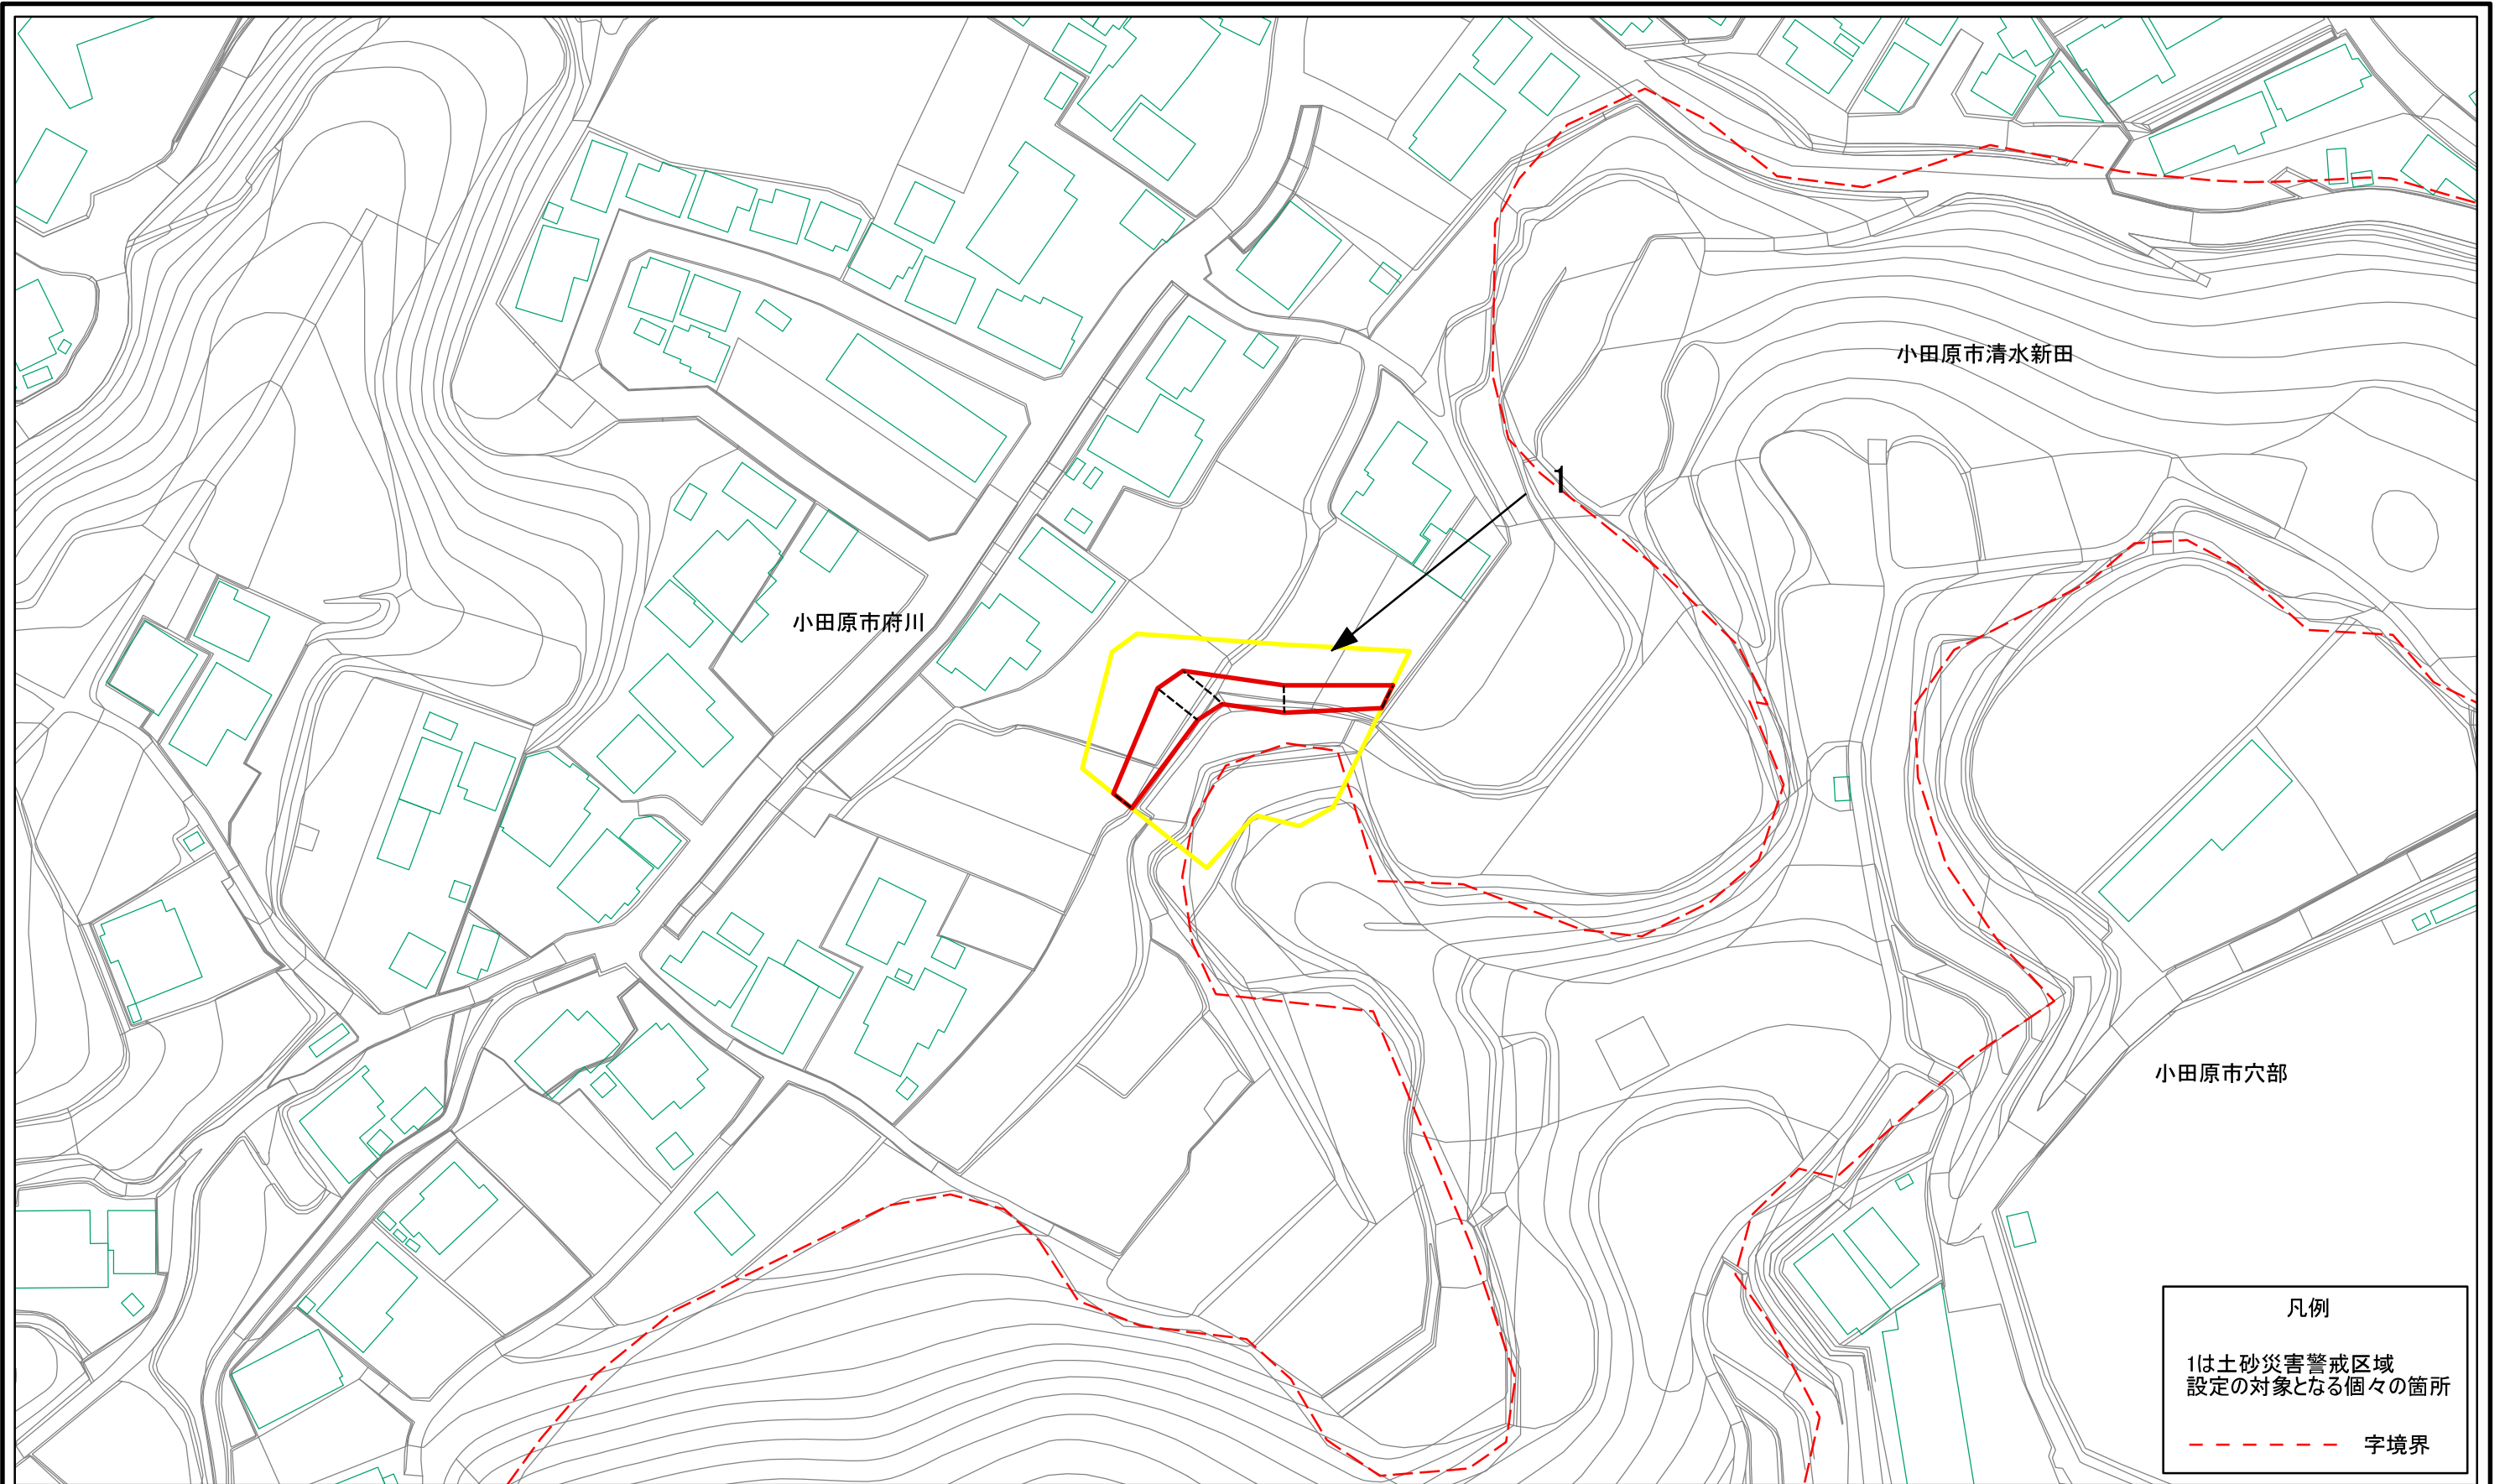 小田原市清水新田
1
小田原市府川
小田原市穴部
凡例
1は土砂災害警戒区域
設定の対象となる個々の箇所
字境界